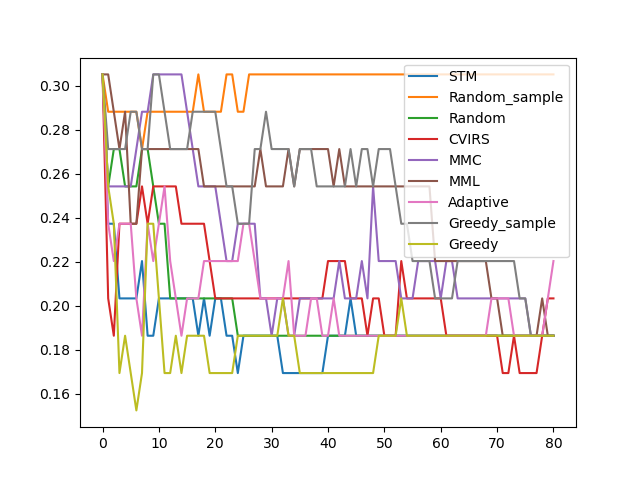 0.30
0.28
0.26
0.24
0.22
0.20
0.18
0.16
0
10
20
30
40
50
60
70
80
STM
Random_sample
Random
CVIRS
MMC
MML
Adaptive
Greedy_sample
Greedy